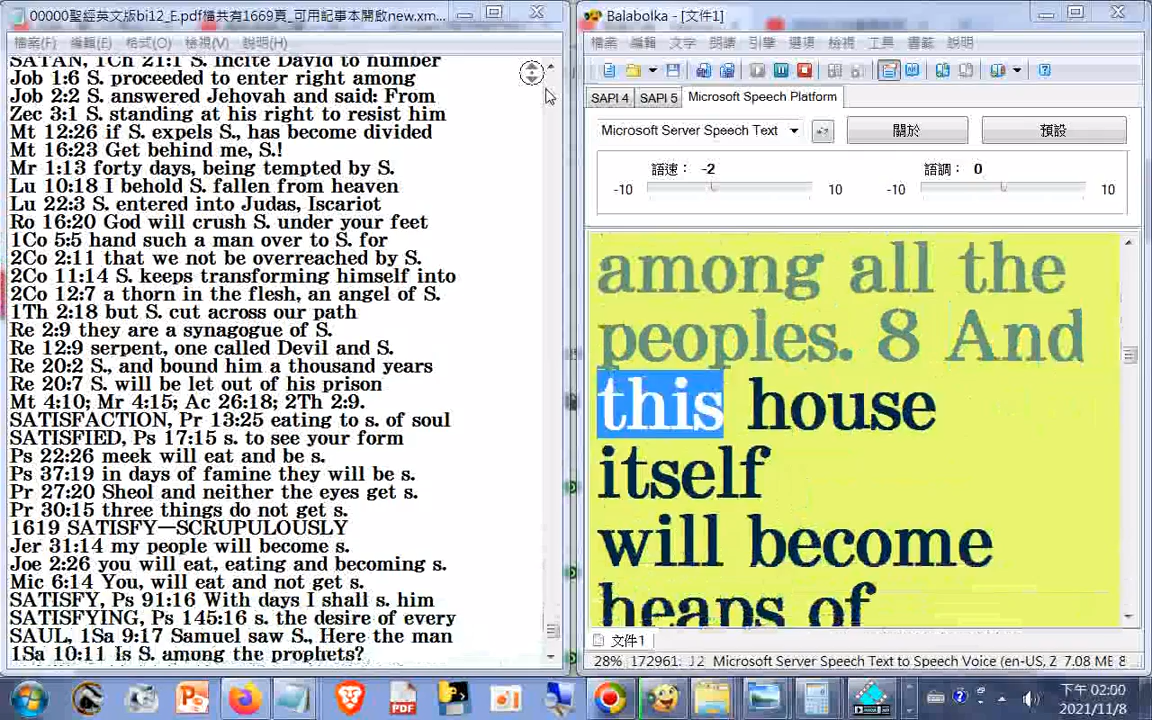 00000聖經英文版bi12_E.pdf檔共有1669頁_可用記事本開啟new.xm...
檔案(F) 編輯(E) 格式(O) 檢視(V) 說明(H)
SATAN, 1Ch 21:1 S. incite David to number
Job 1:6 S. proceeded to enter right among
Job 2:2 S. answered Jehovah and said: From
Zec 3:1 S. standing at his right to resist him
Mt 12:26 if S. expels S., has become divided
Mt 16:23 Get behind me, S.!
Mr 1:13 forty days, being tempted by S.
Lu 10:18 I behold S. fallen from heaven
Lu 22:3 S. entered into Judas, Iscariot
Ro 16:20 God will crush S. under your feet
1Co 5:5 hand such a man over to S. for
2Co 2:11 that we not be overreached by S.
2Co 11:14 S. keeps transforming himself into
2Co 12:7 a thorn in the flesh, an angel of S.
1Th 2:18 but S. cut across our path
Re 2:9 they are a synagogue of S.
Re 12:9 serpent, one called Devil and S.
Re 20:2 S., and bound him a thousand years
Re 20:7 S. will be let out of his prison
Mt 4:10; Mr 4:15; Ac 26:18; 2Th 2:9.
SATISFACTION, Pr 13:25 eating to s. of soul
SATISFIED, Ps 17:15 s. to see your form
Ps 22:26 meek will eat and be s.
Ps 37:19 in days of famine they will be s.
Pr 27:20 Sheol and neither the eyes get s.
Pr 30:15 three things do not get s.
1619 SATISFY—SCRUPULOUSLY
Jer 31:14 my people will become s.
Joe 2:26 you will eat, eating and becoming s.
Mic 6:14 You, will eat and not get s.
SATISFY, Ps 91:16 With days I shall s. him
SATISFYING, Ps 145:16 s. the desire of every
SAUL, 1Sa 9:17 Samuel saw S., Here the man
1Sa 10:11 Is S. among the prophets?
Balabolka - [文件1]
檔案 編輯 文字 朗讀 引擎 選項 檢視 工具 書籤 說明
SAPI 4 SAPI 5 Microsoft Speech Platform
Microsoft Server Speech Text 關於 預設
語速： -2 語調： 0
-10 10 -10 10
among all the
peoples. 8 And
this house
itself
will become
heaps of
文件1
28% 172961: 12 Microsoft Server Speech Text to Speech Voice (en-US, Z 7.08 MB 8
PDF
下午 02:00
2021/11/8